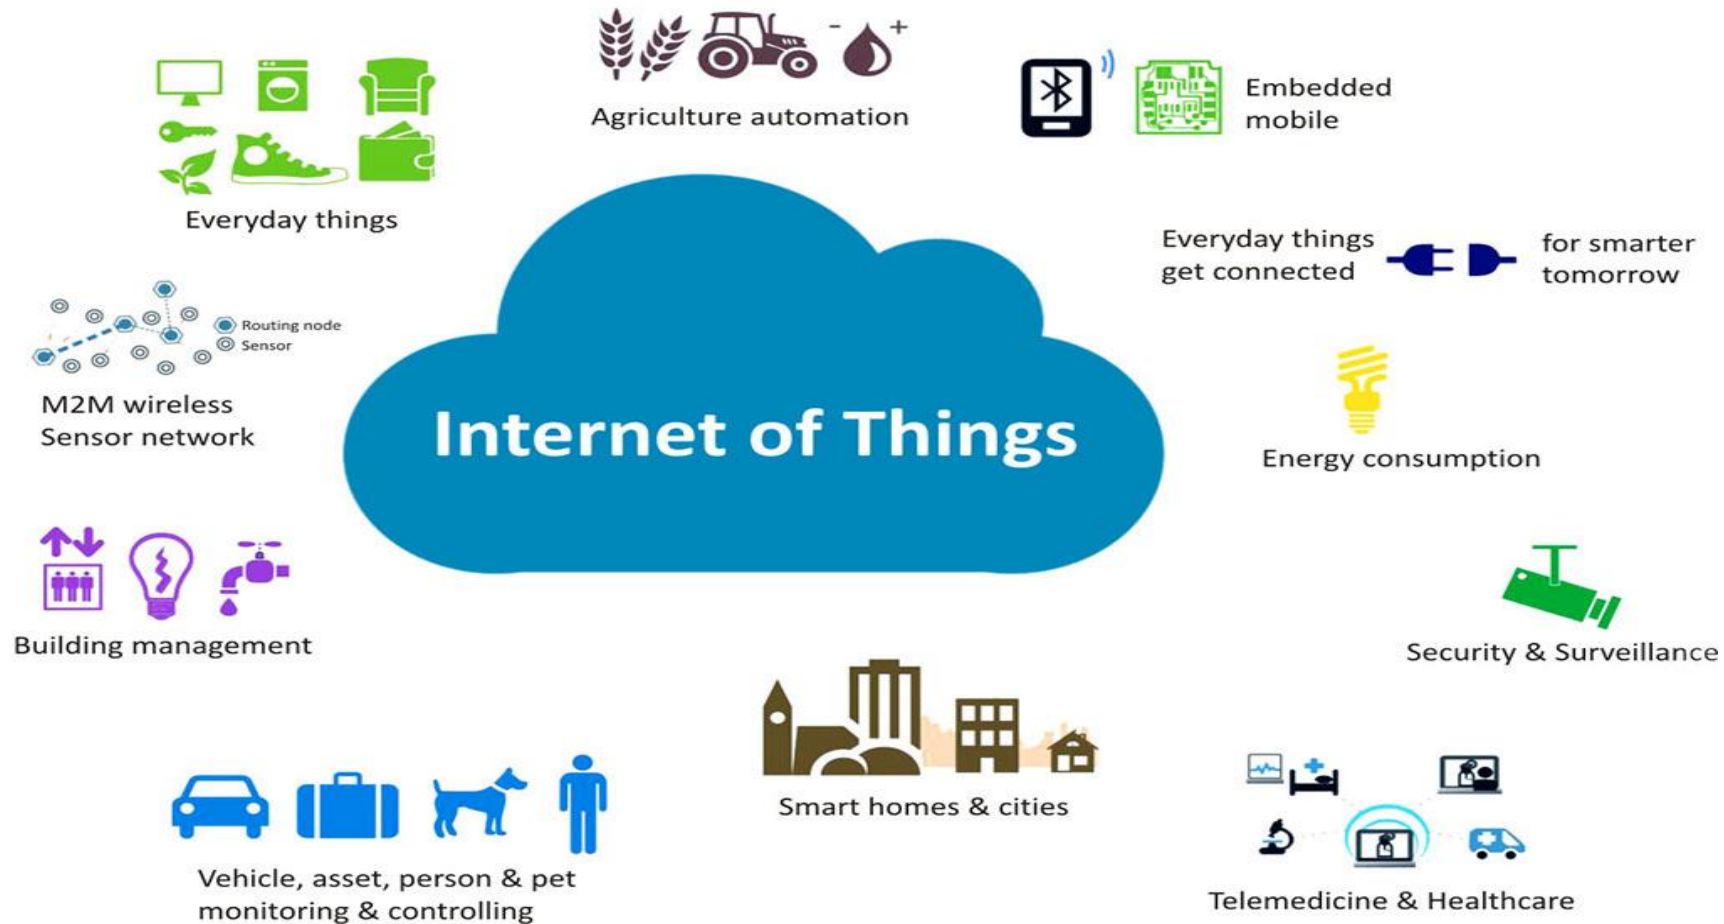 Agriculture automation
Embedded
mobile
Everyday things
Everyday things
get connected
for smarter
tomorrow
Routing node
Sensor
M2M wireless
Sensor network
Internet of Things
Energy consumption
Building management
Security & Surveillance
Smart homes & cities
Vehicle, asset, person & pet
monitoring & controlling
Telemedicine & Healthcare